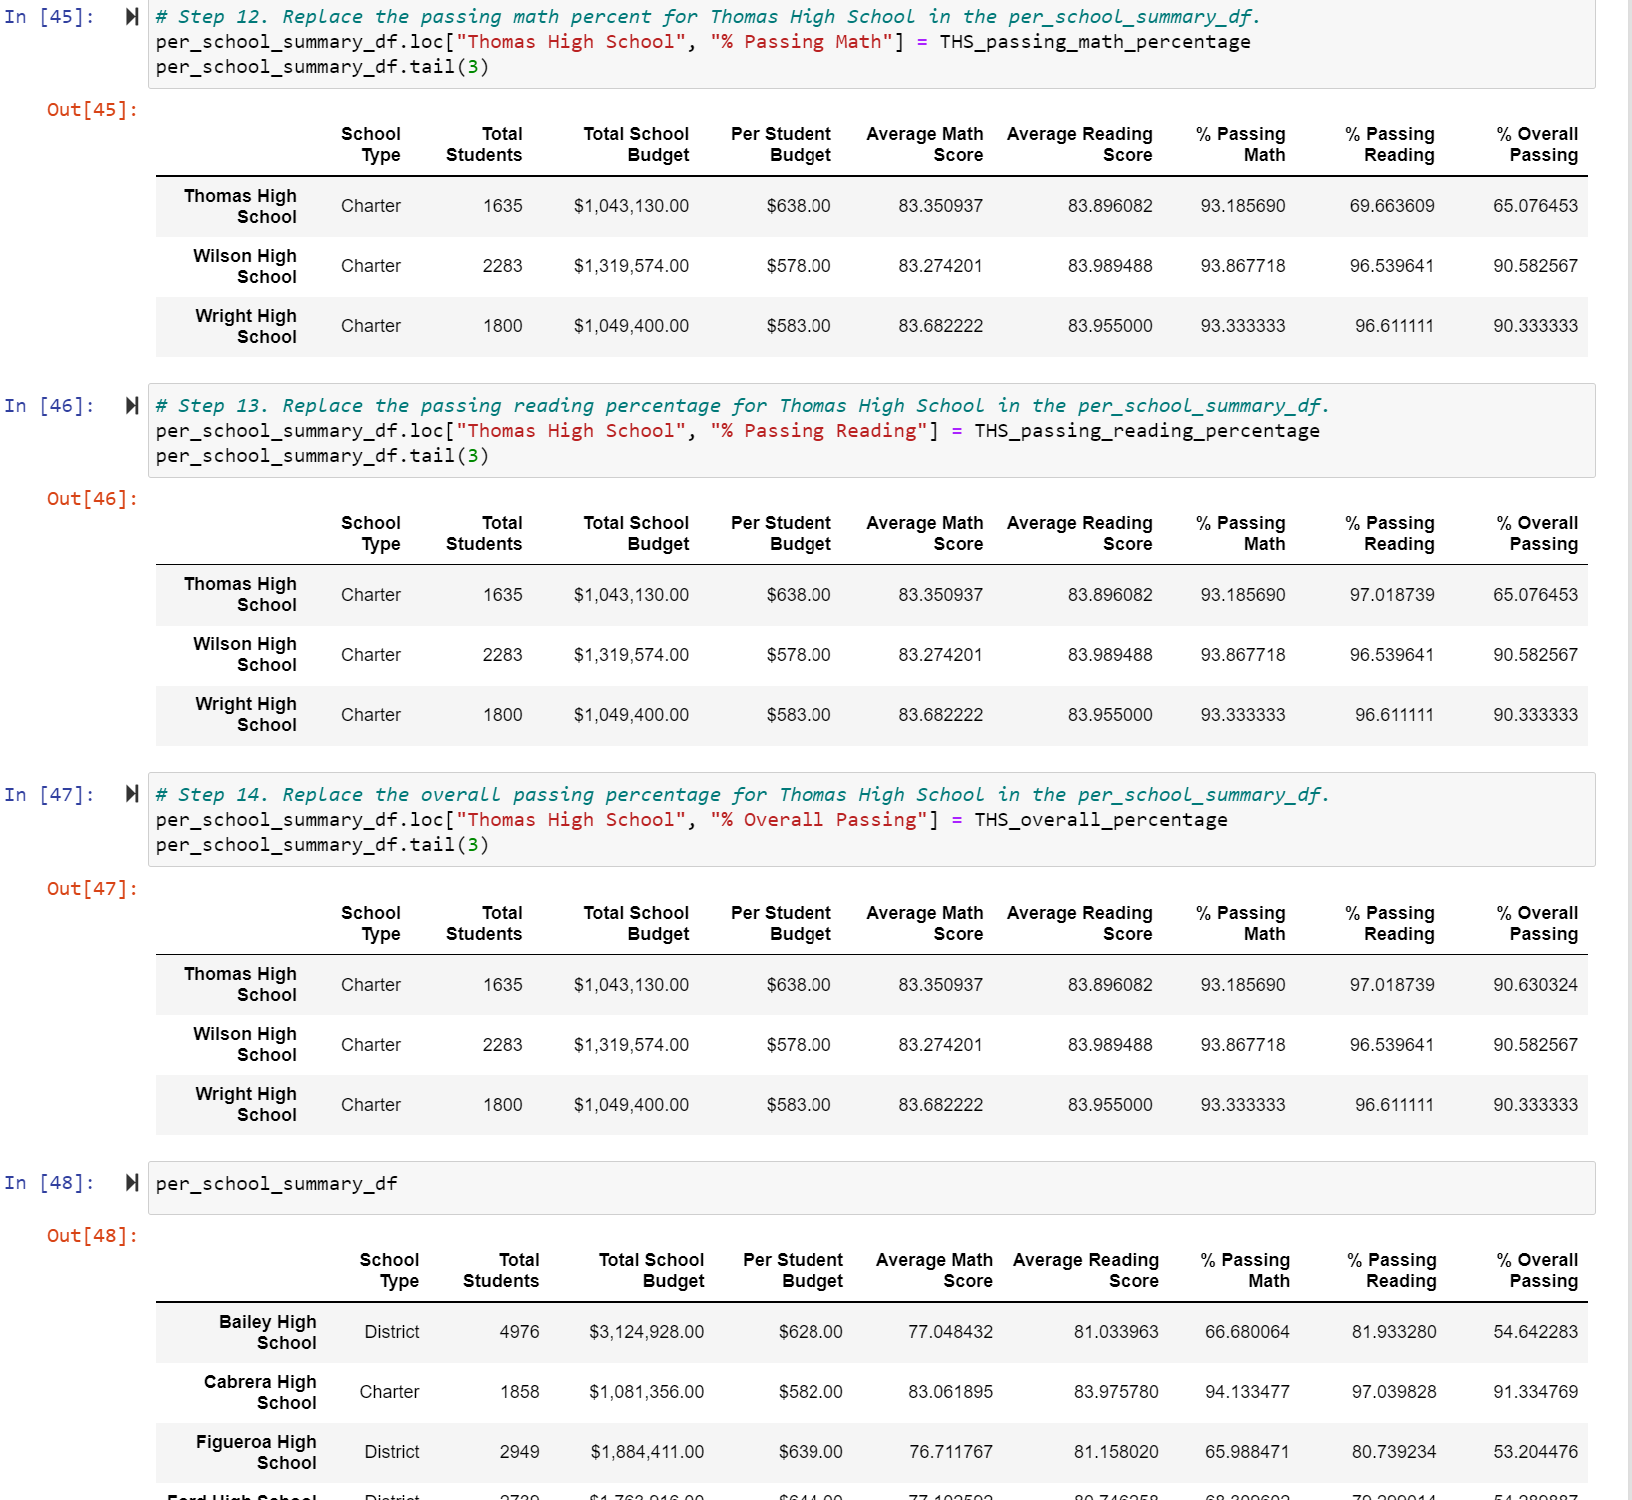 In [45]:
# Step 12. Replace the passing math percent for Thomas High School in the per_school_summary_df.
per_school_summary_df.loc["Thomas High School", "% Passing Math"] = THS_passing_math_percentage
per_school_summary_df.tail(3)
Out[45]:
School Type Total Students Total School Budget Per Student Budget Average Math Score Average Reading Score % Passing Math % Passing Reading % Overall Passing
Thomas High School Charter 1635 $1,043,130.00 $638.00 83.350937 83.896082 93.185690 69.663609 65.076453
Wilson High School Charter 2283 $1,319,574.00 $578.00 83.274201 83.989488 93.867718 96.539641 90.582567
Wright High School Charter 1800 $1,049,400.00 $583.00 83.682222 83.955000 93.333333 96.611111 90.333333
In [46]:
# Step 13. Replace the passing reading percentage for Thomas High School in the per_school_summary_df.
per_school_summary_df.loc["Thomas High School", "% Passing Reading"] = THS_passing_reading_percentage
per_school_summary_df.tail(3)
Out[46]:
School Type Total Students Total School Budget Per Student Budget Average Math Score Average Reading Score % Passing Math % Passing Reading % Overall Passing
Thomas High School Charter 1635 $1,043,130.00 $638.00 83.350937 83.896082 93.185690 97.018739 65.076453
Wilson High School Charter 2283 $1,319,574.00 $578.00 83.274201 83.989488 93.867718 96.539641 90.582567
Wright High School Charter 1800 $1,049,400.00 $583.00 83.682222 83.955000 93.333333 96.611111 90.333333
In [47]:
# Step 14. Replace the overall passing percentage for Thomas High School in the per_school_summary_df.
per_school_summary_df.loc["Thomas High School", "% Overall Passing"] = THS_overall_percentage
per_school_summary_df.tail(3)
Out[47]:
School Type Total Students Total School Budget Per Student Budget Average Math Score Average Reading Score % Passing Math % Passing Reading % Overall Passing
Thomas High School Charter 1635 $1,043,130.00 $638.00 83.350937 83.896082 93.185690 97.018739 90.630324
Wilson High School Charter 2283 $1,319,574.00 $578.00 83.274201 83.989488 93.867718 96.539641 90.582567
Wright High School Charter 1800 $1,049,400.00 $583.00 83.682222 83.955000 93.333333 96.611111 90.333333
In [48]:
per_school_summary_df
Out[48]:
School Type Total Students Total School Budget Per Student Budget Average Math Score Average Reading Score % Passing Math % Passing Reading % Overall Passing
Bailey High School District 4976 $3,124,928.00 $628.00 77.048432 81.033963 66.680064 81.933280 54.642283
Cabrera High School Charter 1858 $1,081,356.00 $582.00 83.061895 83.975780 94.133477 97.039828 91.334769
Figueroa High School District 2949 $1,884,411.00 $639.00 76.711767 81.158020 65.988471 80.739234 53.204476